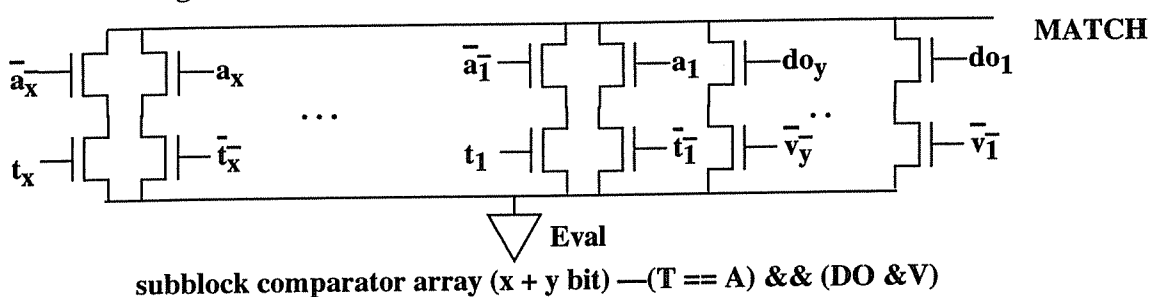 MATCH
a̅x̅ ax a̅1̅ a1 doy do1
... ..
tx t̅x̅ t1 t̅1̅ v̅y̅ v̅1̅
Eval
subblock comparator array (x + y bit) —(T == A) && (DO &V)